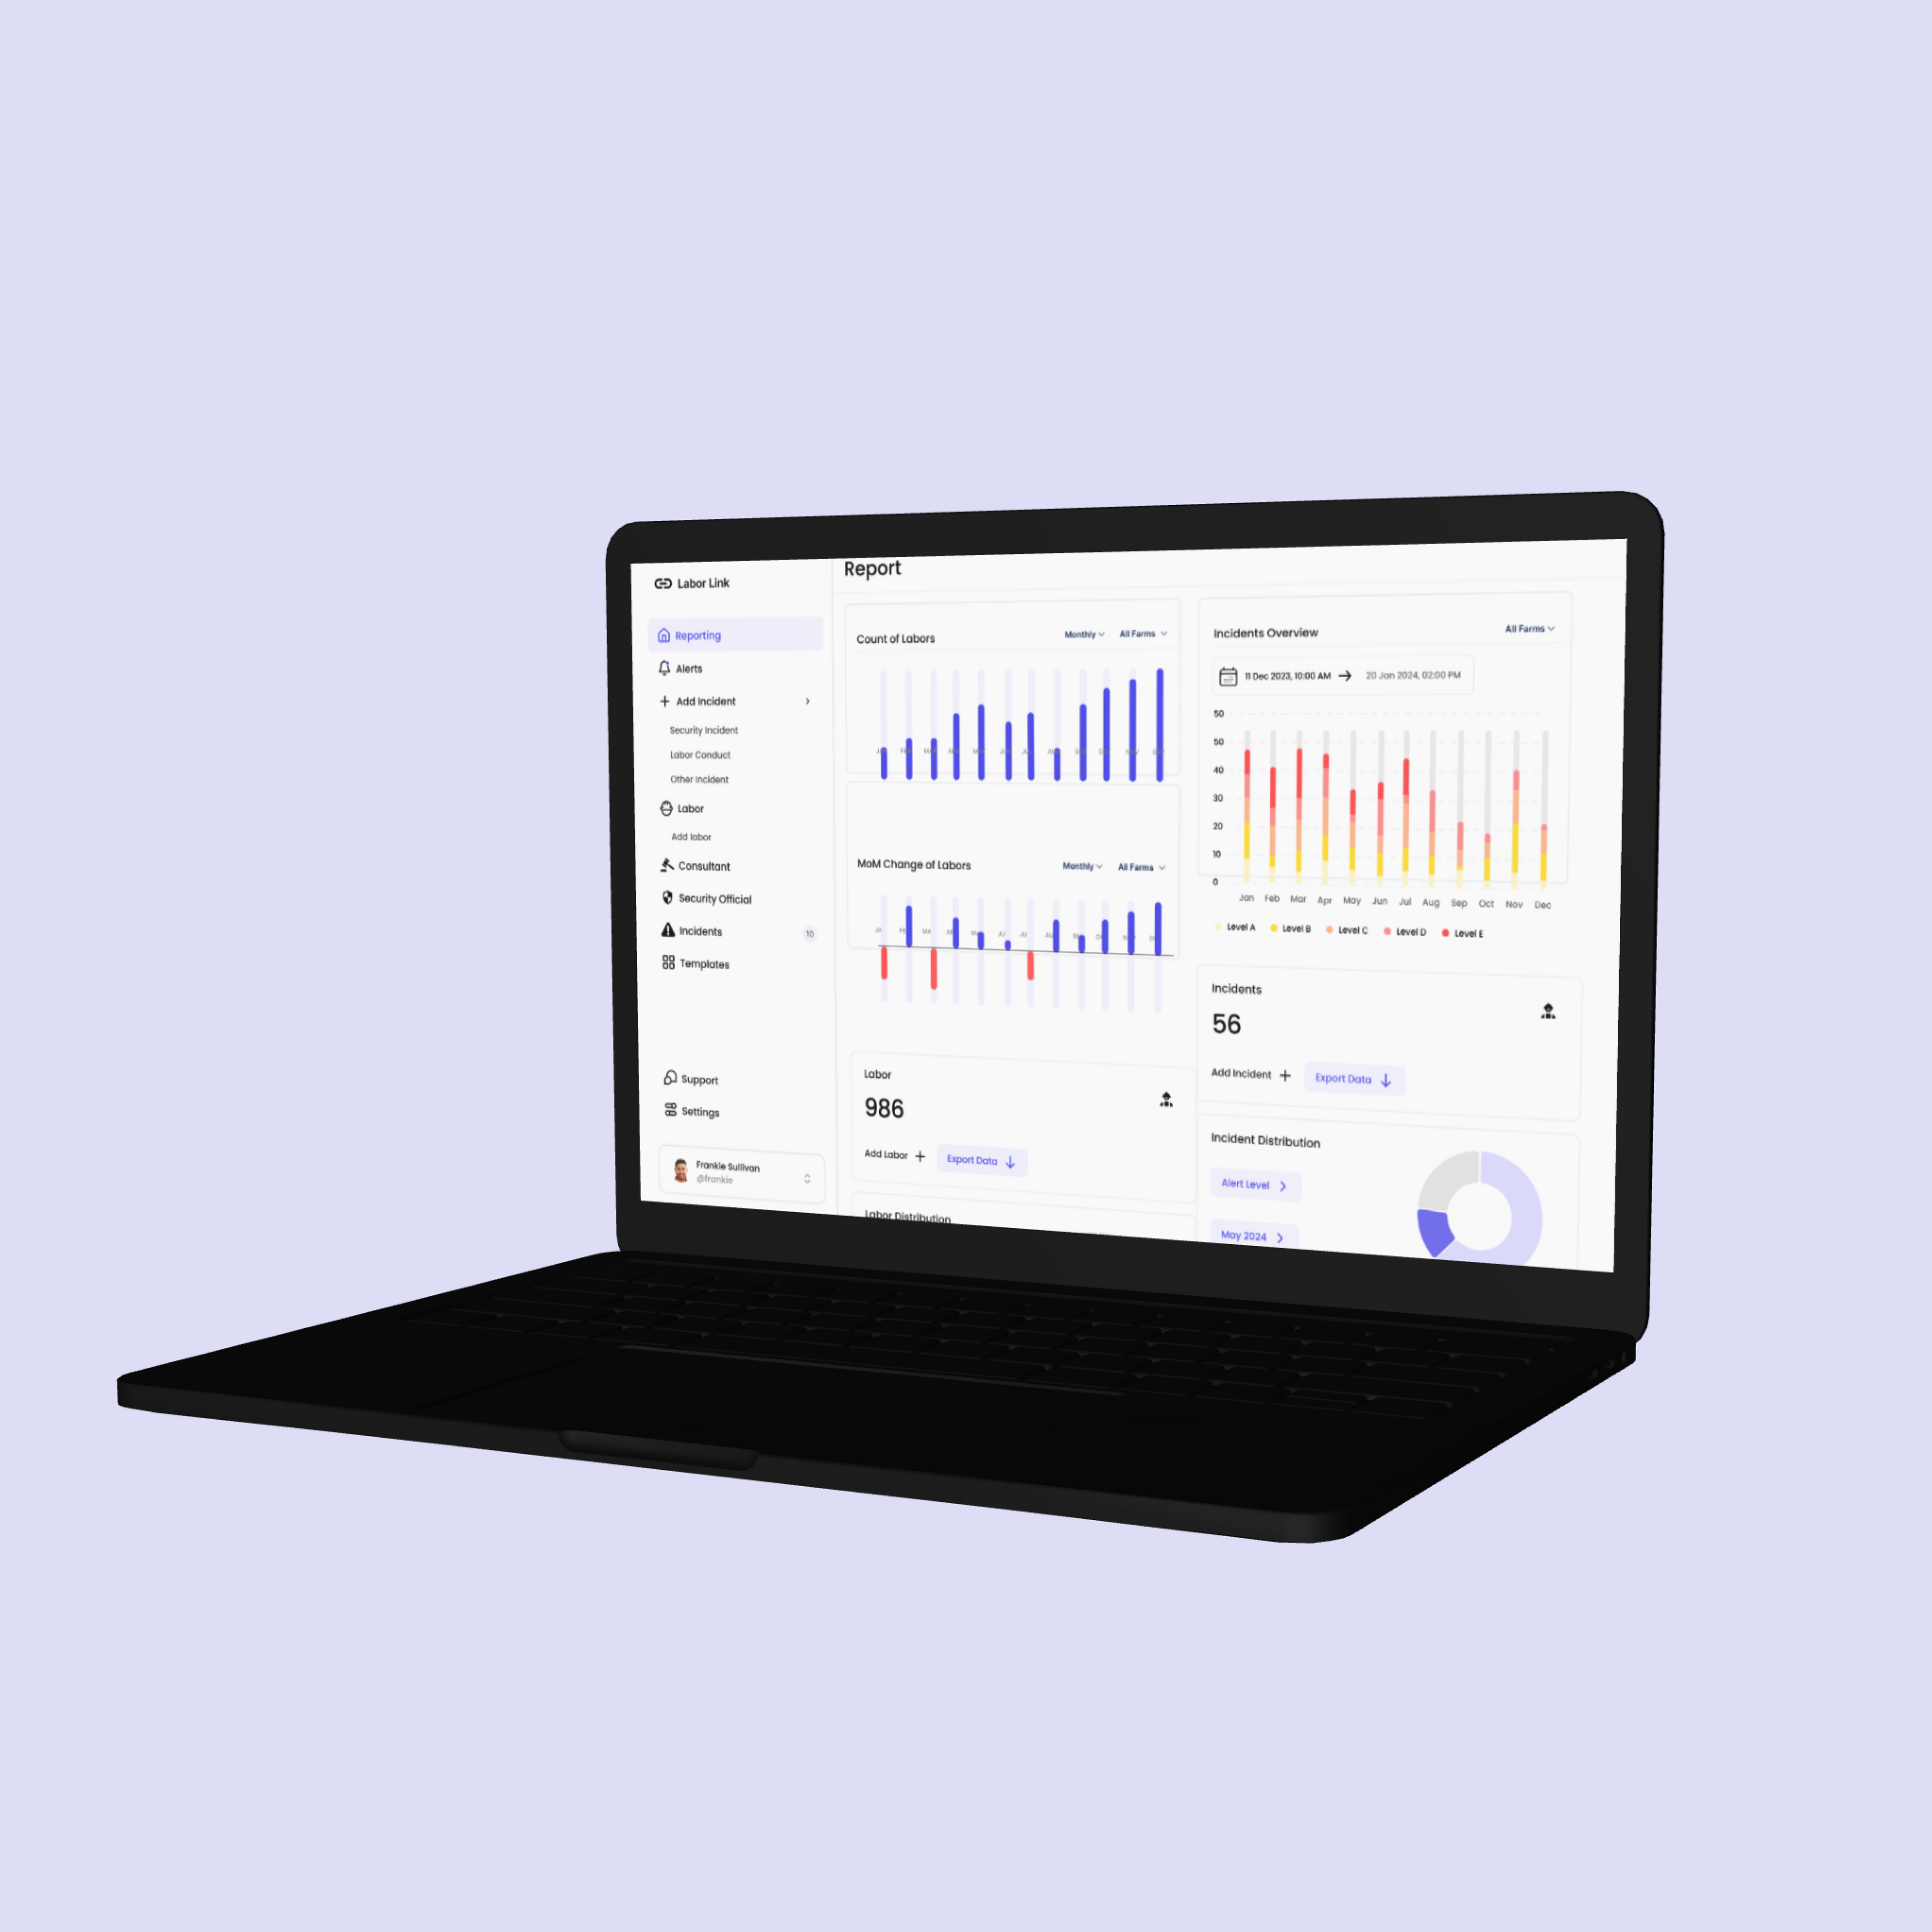 Labor Link
Reporting
Alerts
Add Incident
Security Incident
Labor Conduct
Other Incident
Labor
Add labor
Consultant
Security Official
Incidents 10
Templates
Support
Settings
Frankie Sullivan
@frankie
Report
Count of Labors Monthly All Farms
MoM Change of Labors Monthly All Farms
Labor
986
Add Labor Export Data
Labor Distribution
Incidents Overview All Farms
11 Dec 2023, 10:00 AM 20 Jan 2024, 02:00 PM
50
50
40
30
20
10
0
Jan Feb Mar Apr May Jun Jul Aug Sep Oct Nov Dec
Level A Level B Level C Level D Level E
Incidents
56
Add Incident Export Data
Incident Distribution
Alert Level
May 2024